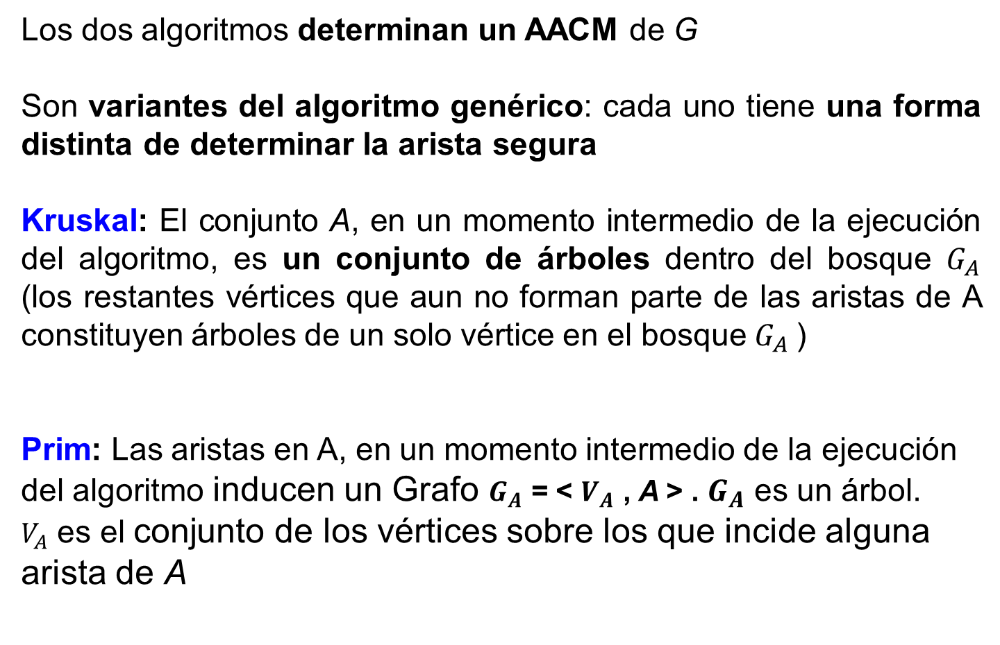 Los dos algoritmos determinan un AACM de G
Son variantes del algoritmo genérico: cada uno tiene una forma
distinta de determinar la arista segura
Kruskal: El conjunto A, en un momento intermedio de la ejecución
del algoritmo, es un conjunto de árboles dentro del bosque G_A
(los restantes vértices que aun no forman parte de las aristas de A
constituyen árboles de un solo vértice en el bosque G_A )
Prim: Las aristas en A, en un momento intermedio de la ejecución
del algoritmo inducen un Grafo G_A = < V_A , A > . G_A es un árbol.
V_A es el conjunto de los vértices sobre los que incide alguna
arista de A